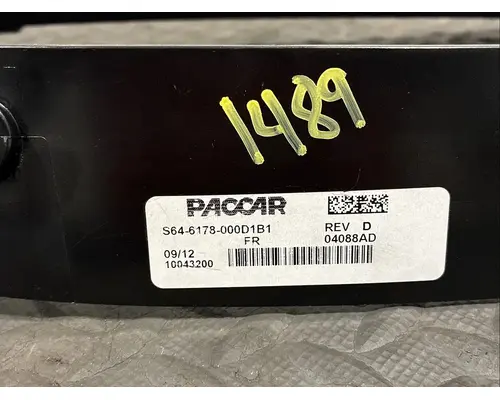 1489
PACCAR
S64-6178-000D1B1 REV D
FR 04088AD
09/12
10043200